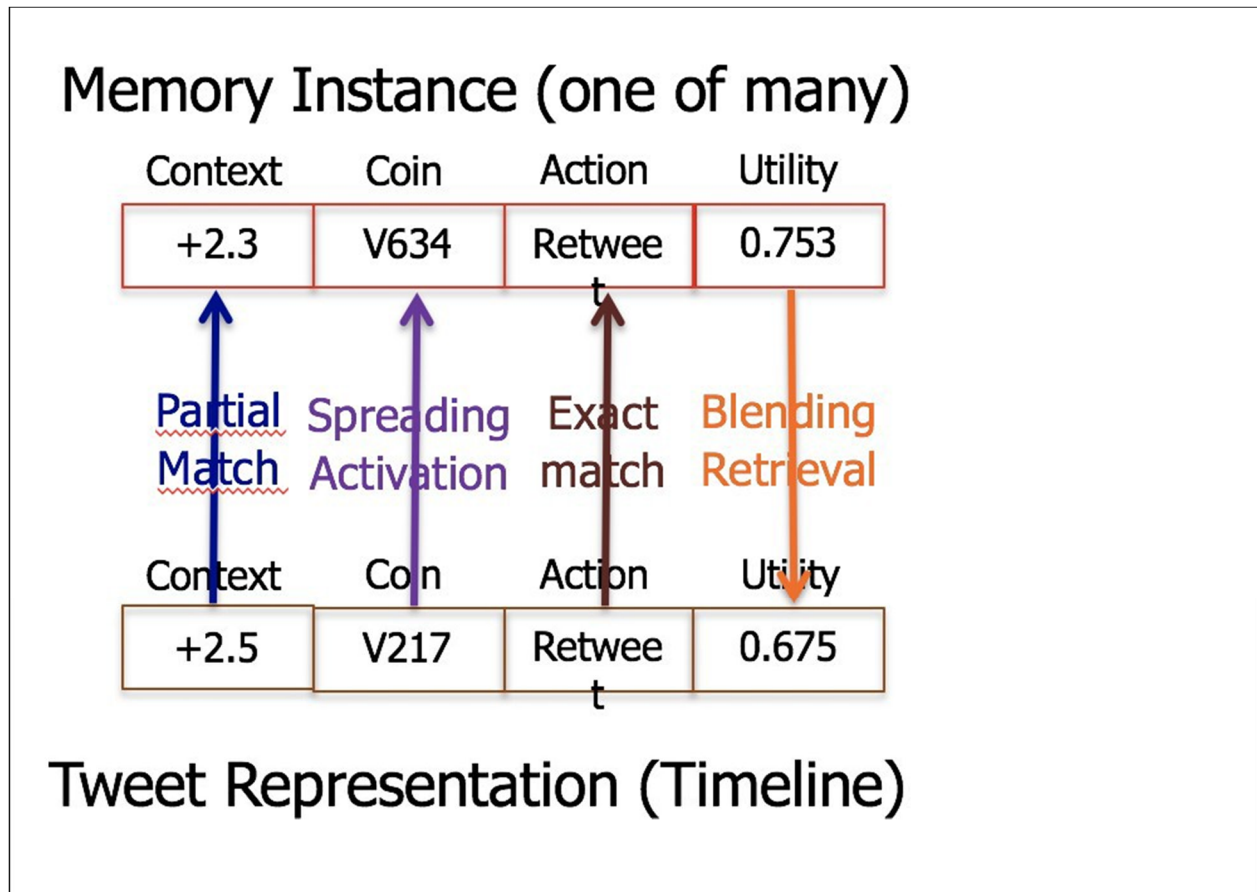 Memory Instance (one of many)
Context Coin Action Utility
+2.3 V634 Retwee 0.753
t
Partial Spreading Exact Blending
Match Activation match Retrieval
Context Coin Action Utility
+2.5 V217 Retwee 0.675
t
Tweet Representation (Timeline)